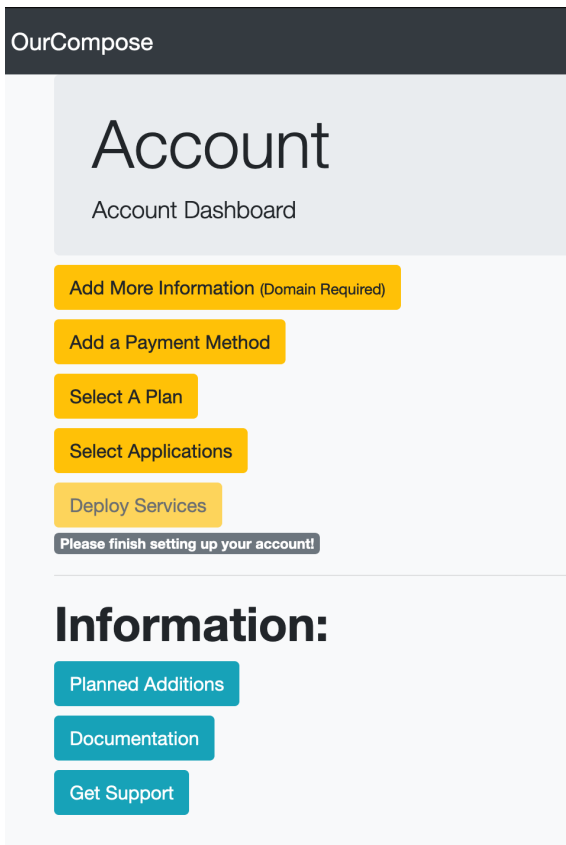 OurCompose
Account
Account Dashboard
Add More Information (Domain Required)
Add a Payment Method
Select A Plan
Select Applications
Deploy Services
Please finish setting up your account!
Information:
Planned Additions
Documentation
Get Support